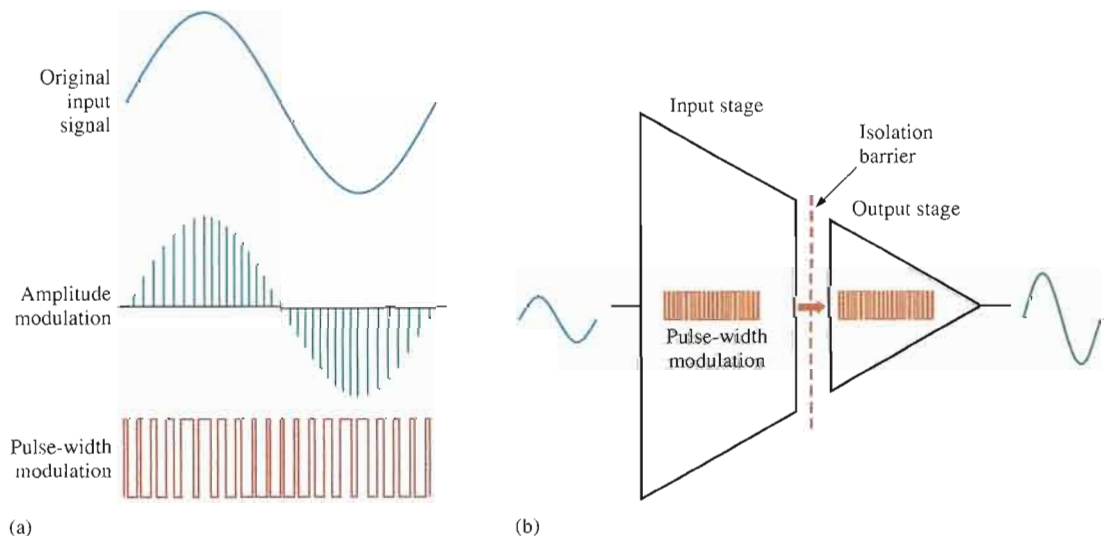 Original
input
signal
Amplitude
modulation
Pulse-width
modulation
(a)
Input stage
Isolation
barrier
Output stage
Pulse-width
modulation
(b)